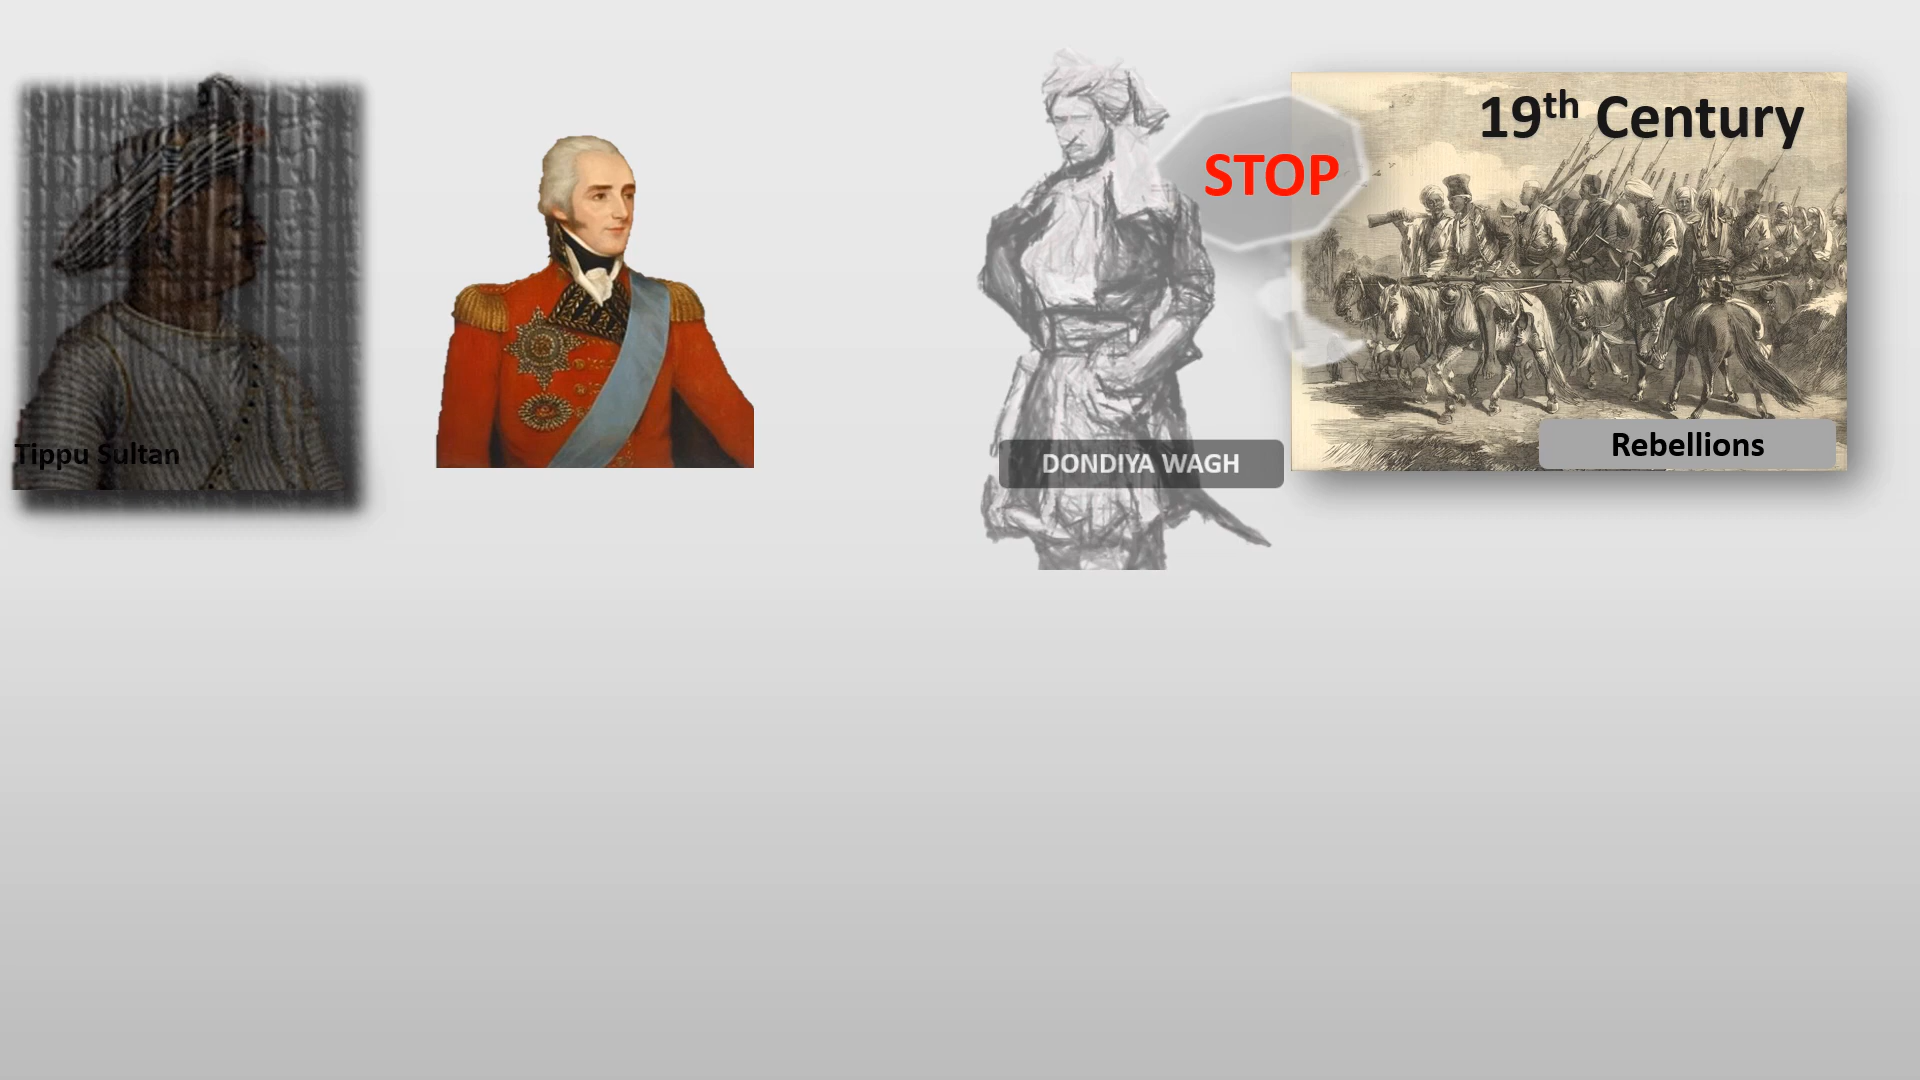 19th Century
STOP
Rebellions
Tippu Sultan
DONDIYA WAGH